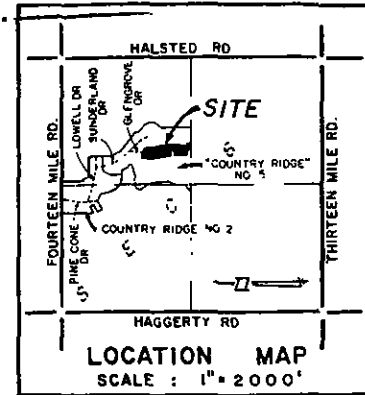 HALSTED RD
FOURTEEN MILE RD.
LOWELL DR
SUNDERLAND DR
GLENGROVE DR
SITE
"COUNTRY RIDGE" NO 5
THIRTEEN MILE RD.
PINE CONE DR
COUNTRY RIDGE NO 2
HAGGERTY RD
LOCATION MAP
SCALE : 1"= 2000'